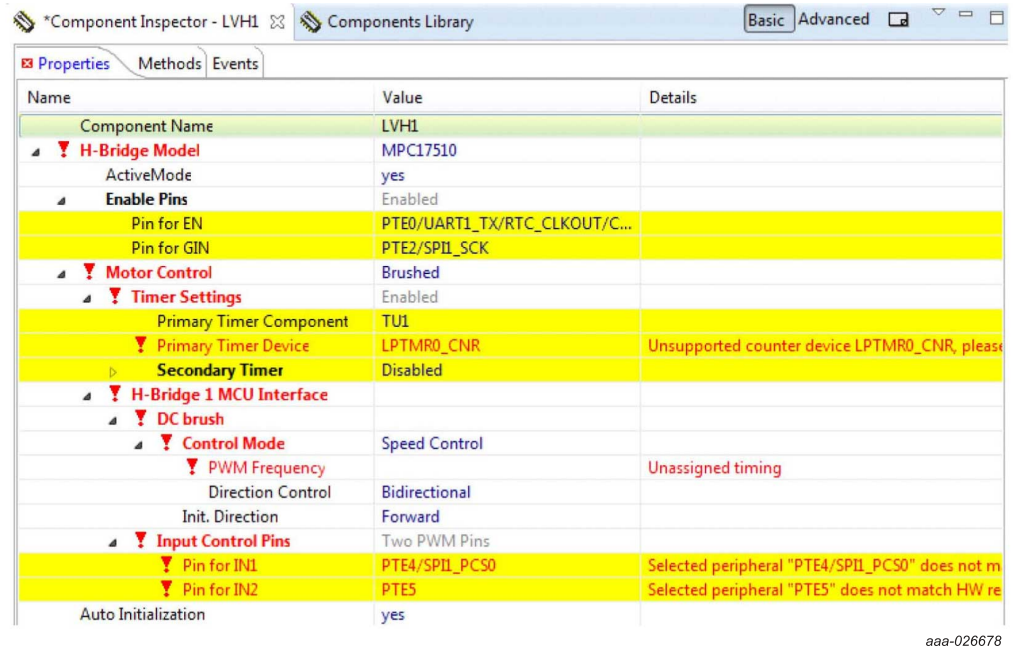 *Component Inspector - LVH1 Components Library Basic Advanced
Properties Methods Events
Name Value Details
Component Name LVH1
H-Bridge Model MPC17510
ActiveMode yes
Enable Pins Enabled
Pin for EN PTE0/UART1_TX/RTC_CLKOUT/C...
Pin for GIN PTE2/SPI1_SCK
Motor Control Brushed
Timer Settings Enabled
Primary Timer Component TU1
Primary Timer Device LPTMR0_CNR Unsupported counter device LPTMR0_CNR, please
Secondary Timer Disabled
H-Bridge 1 MCU Interface
DC brush
Control Mode Speed Control
PWM Frequency Unassigned timing
Direction Control Bidirectional
Init. Direction Forward
Input Control Pins Two PWM Pins
Pin for IN1 PTE4/SPI1_PCS0 Selected peripheral "PTE4/SPI1_PCS0" does not m
Pin for IN2 PTE5 Selected peripheral "PTE5" does not match HW re
Auto Initialization yes
aaa-026678